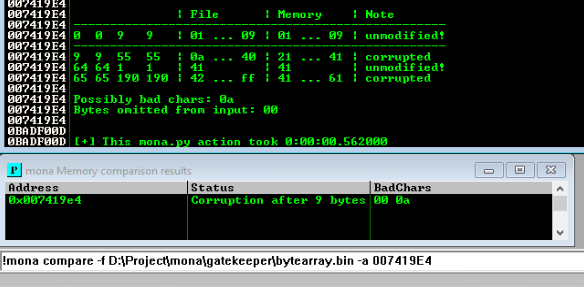 007419E4
007419E4 | File | Memory | Note
007419E4
007419E4 0 0 9 9 | 01 ... 09 | 01 ... 09 | unmodified!
007419E4
007419E4 9 9 55 55 | 0a ... 40 | 21 ... 41 | corrupted
007419E4 64 64 1 1 | 41 | 41 | unmodified!
007419E4 65 65 190 190 | 42 ... ff | 41 ... 61 | corrupted
007419E4
007419E4 Possibly bad chars: 0a
007419E4 Bytes omitted from input: 00
007419E4
0BADF00D
0BADF00D [+] This mona.py action took 0:00:00.562000
P mona Memory comparison results
Address Status BadChars
0x007419e4 Corruption after 9 bytes 00 0a
!mona compare -f D:\Project\mona\gatekeeper\bytearray.bin -a 007419E4